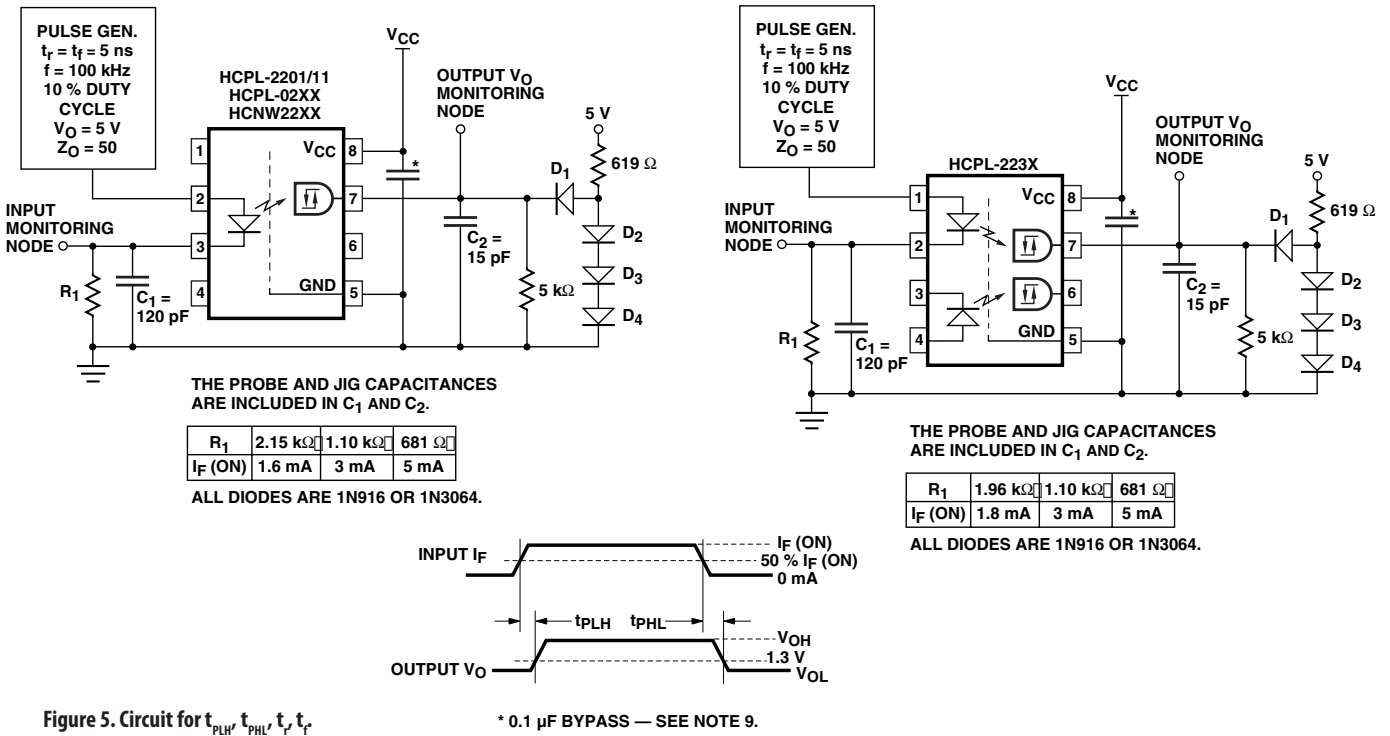 PULSE GEN.
tr = tf = 5 ns
f = 100 kHz
10 % DUTY
CYCLE
VO = 5 V
ZO = 50
HCPL-2201/11
HCPL-02XX
HCNW22XX
VCC
OUTPUT VO
MONITORING
NODE
5 V
619 Ω
D1
1
VCC 8
*
2
7
INPUT
MONITORING
NODE
3
6
D2
C2 =
15 pF
D3
R1
C1 =
120 pF
4
GND 5
5 kΩ
D4
THE PROBE AND JIG CAPACITANCES
ARE INCLUDED IN C1 AND C2.
R1 2.15 kΩ 1.10 kΩ 681 Ω
IF (ON) 1.6 mA 3 mA 5 mA
ALL DIODES ARE 1N916 OR 1N3064.
PULSE GEN.
tr = tf = 5 ns
f = 100 kHz
10 % DUTY
CYCLE
VO = 5 V
ZO = 50
HCPL-223X
VCC
OUTPUT VO
MONITORING
NODE
5 V
619 Ω
D1
1
VCC 8
*
INPUT
MONITORING
NODE
2
7
3
6
C2 =
15 pF
D2
D3
R1
C1 =
120 pF
4
GND
5
5 kΩ
D4
THE PROBE AND JIG CAPACITANCES
ARE INCLUDED IN C1 AND C2.
R1 1.96 kΩ 1.10 kΩ 681 Ω
IF (ON) 1.8 mA 3 mA 5 mA
ALL DIODES ARE 1N916 OR 1N3064.
INPUT IF
IF (ON)
50 % IF (ON)
0 mA
tPLH
tPHL
OUTPUT VO
VOH
1.3 V
VOL
Figure 5. Circuit for tPLH, tPHL, tr, tf.
* 0.1 µF BYPASS — SEE NOTE 9.